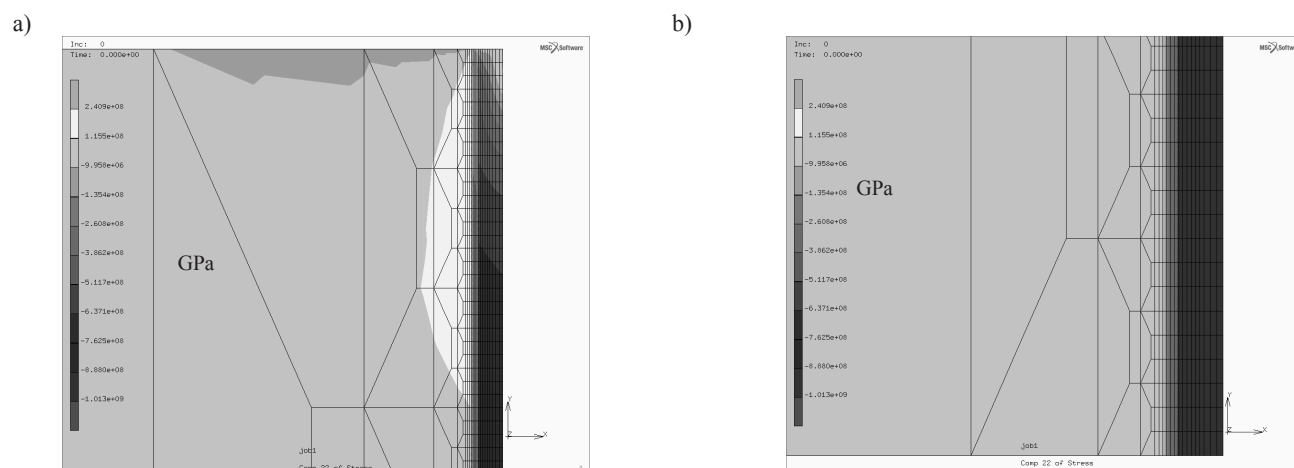 a)
Inc: 0
Time: 0.000e+00
MSC Software
2.409e+08
1.155e+08
-9.958e+06
-1.354e+08
-2.608e+08
-3.862e+08
-5.117e+08
-6.371e+08
-7.625e+08
-8.880e+08
-1.013e+09
GPa
Y
Z X
job1
Comp 22 of Stress
b)
Inc: 0
Time: 0.000e+00
MSC Software
2.409e+08
1.155e+08
-9.958e+06
-1.354e+08
-2.608e+08
-3.862e+08
-5.117e+08
-6.371e+08
-7.625e+08
-8.880e+08
-1.013e+09
GPa
Y
Z X
job1
Comp 22 of Stress